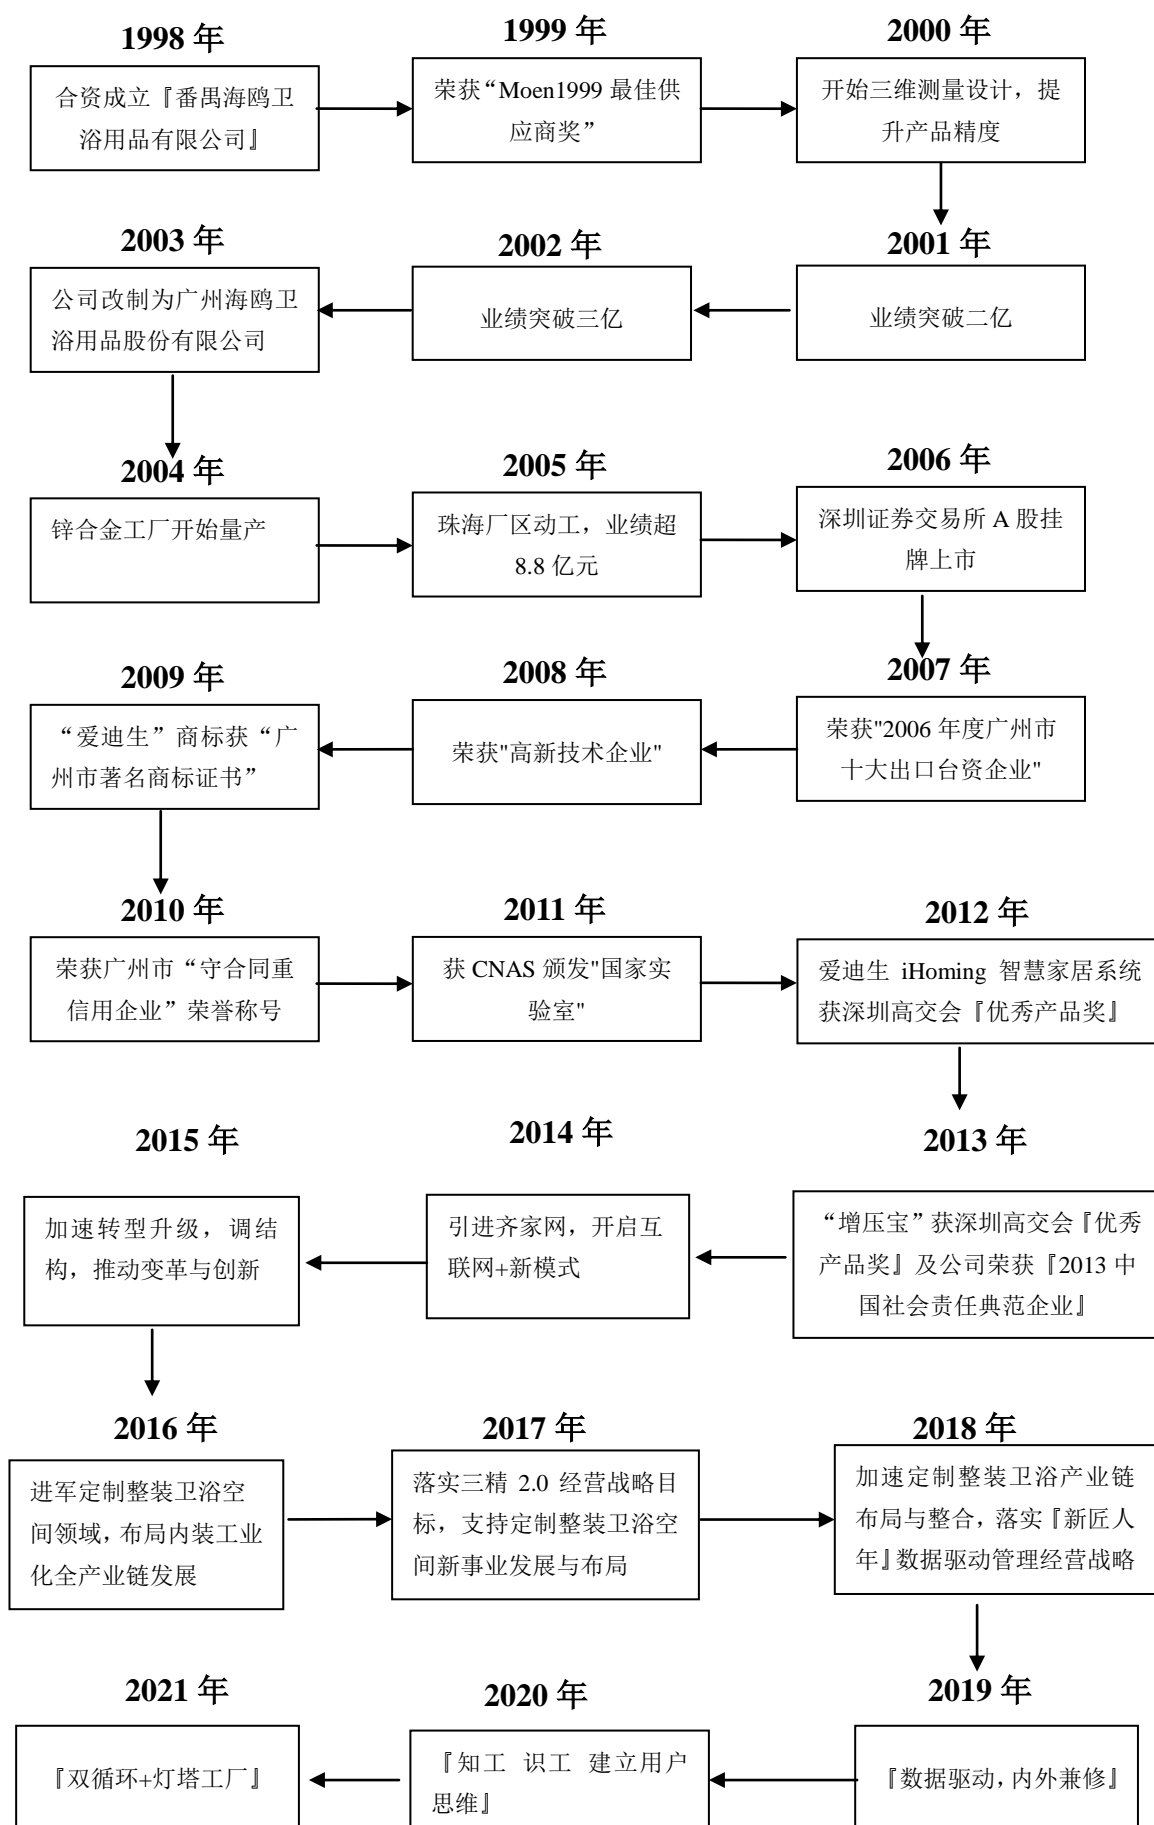 1998 年
合资成立『番禺海鸥卫
浴用品有限公司』
1999 年
荣获“Moen1999 最佳供
应商奖”
2000 年
开始三维测量设计，提
升产品精度
2001 年
业绩突破二亿
2002 年
业绩突破三亿
2003 年
公司改制为广州海鸥卫
浴用品股份有限公司
2004 年
锌合金工厂开始量产
2005 年
珠海厂区动工，业绩超
8.8 亿元
2006 年
深圳证券交易所 A 股挂
牌上市
2007 年
荣获"2006 年度广州市
十大出口台资企业"
2008 年
荣获"高新技术企业"
2009 年
“爱迪生”商标获“广
州市著名商标证书”
2010 年
荣获广州市“守合同重
信用企业”荣誉称号
2011 年
获 CNAS 颁发"国家实
验室"
2012 年
爱迪生 iHoming 智慧家居系统
获深圳高交会『优秀产品奖』
2013 年
“增压宝”获深圳高交会『优秀
产品奖』及公司荣获『2013 中
国社会责任典范企业』
2014 年
引进齐家网，开启互
联网+新模式
2015 年
加速转型升级，调结
构，推动变革与创新
2016 年
进军定制整装卫浴空
间领域，布局内装工业
化全产业链发展
2017 年
落实三精 2.0 经营战略目
标，支持定制整装卫浴空
间新事业发展与布局
2018 年
加速定制整装卫浴产业链
布局与整合，落实『新匠人
年』数据驱动管理经营战略
2019 年
『数据驱动，内外兼修』
2020 年
『知工 识工 建立用户
思维』
2021 年
『双循环+灯塔工厂』